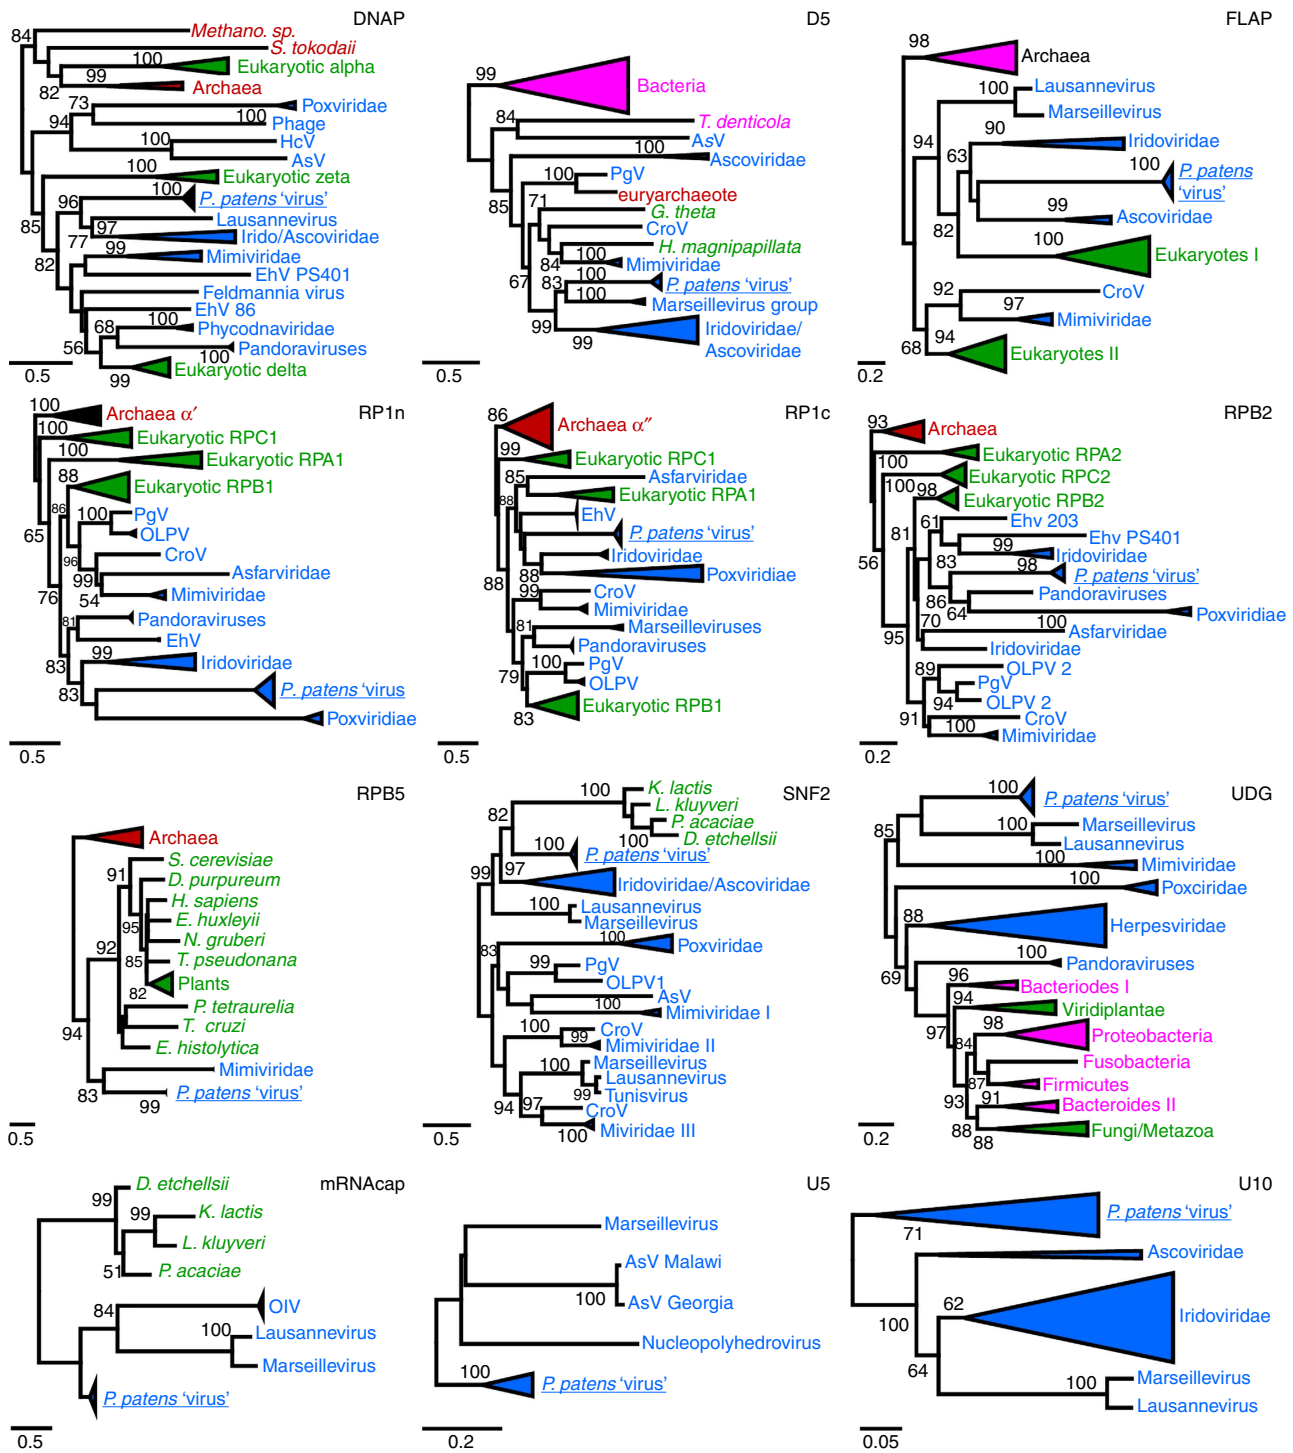 DNAP
84
Methano. sp.
S. tokodaii
100
Eukaryotic alpha
99
Archaea
82
73
Poxviridae
94
100
Phage
100
HcV
AsV
100
Eukaryotic zeta
100
96
P. patens ‘virus’
85
97
Lausannevirus
Irido/Ascoviridae
77
99
Mimiviridae
82
EhV PS401
Feldmannia virus
EhV 86
68
100
Phycodnaviridae
56
100
Pandoraviruses
99
Eukaryotic delta
0.5
D5
99
Bacteria
84
T. denticola
AsV
100
Ascoviridae
100
PgV
85
euryarchaeote
71
G. theta
CroV
H. magnipapillata
100
84
Mimiviridae
67
100
83
P. patens ‘virus’
100
Marseillevirus group
99
Iridoviridae/
Ascoviridae
99
0.5
FLAP
98
Archaea
100
Lausannevirus
Marseillevirus
94
90
Iridoviridae
63
100
P. patens
‘virus’
99
Ascoviridae
82
100
Eukaryotes I
92
CroV
97
Mimiviridae
94
68
Eukaryotes II
0.2
RP1n
100
Archaea α′
100
Eukaryotic RPC1
100
Eukaryotic RPA1
88
Eukaryotic RPB1
86
100
PgV
65
OLPV
96
CroV
99
Asfarviridae
76
54
Mimiviridae
81
Pandoraviruses
EhV
83
99
Iridoviridae
83
P. patens ‘virus
Poxviridiae
0.5
RP1c
86
Archaea α″
99
Eukaryotic RPC1
85
Asfarviridae
88
Eukaryotic RPA1
EhV
P. patens ‘virus’
Iridoviridae
88
Poxviridiae
88
99
CroV
Mimiviridae
81
Marseilleviruses
Pandoraviruses
79
100
PgV
OLPV
83
Eukaryotic RPB1
0.5
RPB2
93
Archaea
Eukaryotic RPA2
100
Eukaryotic RPC2
100
98
Eukaryotic RPB2
81
61
Ehv 203
Ehv PS401
56
99
Iridoviridae
83
98
P. patens ‘virus’
86
Pandoraviruses
64
Poxviridiae
70
100
Asfarviridae
95
Iridoviridae
89
OLPV 2
PgV
94
OLPV 2
91
CroV
100
Mimiviridae
0.2
RPB5
Archaea
S. cerevisiae
91
D. purpureum
H. sapiens
95
E. huxleyii
92
N. gruberi
85
T. pseudonana
82
Plants
P. tetraurelia
94
T. cruzi
E. histolytica
Mimiviridae
83
P. patens ‘virus’
99
0.5
SNF2
100
K. lactis
L. kluyveri
82
P. acaciae
100
D. etchellsii
100
P. patens ‘virus’
99
97
Iridoviridae/Ascoviridae
100
Lausannevirus
Marseillevirus
83
100
Poxviridae
99
PgV
OLPV1
AsV
100
Mimiviridae I
100
CroV
99
Mimiviridae II
100
Marseillevirus
Lausannevirus
99
Tunisvirus
94
97
CroV
100
Miviridae III
0.5
UDG
100
P. patens ‘virus’
85
100
Marseillevirus
Lausannevirus
100
Mimiviridae
100
Poxciridae
88
Herpesviridae
100
Pandoraviruses
69
96
Bacteriodes I
94
Viridiplantae
97
98
Proteobacteria
84
Fusobacteria
87
Firmicutes
93
91
Bacteroides II
88
Fungi/Metazoa
88
0.2
mRNAcap
D. etchellsii
99
99
K. lactis
L. kluyveri
51
P. acaciae
84
OIV
100
Lausannevirus
Marseillevirus
P. patens ‘virus’
0.5
U5
Marseillevirus
AsV Malawi
100
AsV Georgia
Nucleopolyhedrovirus
100
P. patens ‘virus’
0.2
U10
P. patens ‘virus’
71
Ascoviridae
62
Iridoviridae
100
64
100
Marseillevirus
Lausannevirus
0.05